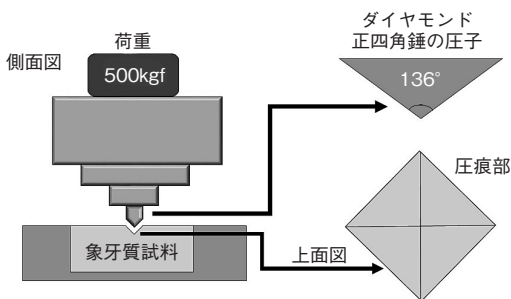 側面図
荷重
500kgf
象牙質試料
ダイヤモンド
正四角錘の圧子
136°
圧痕部
上面図